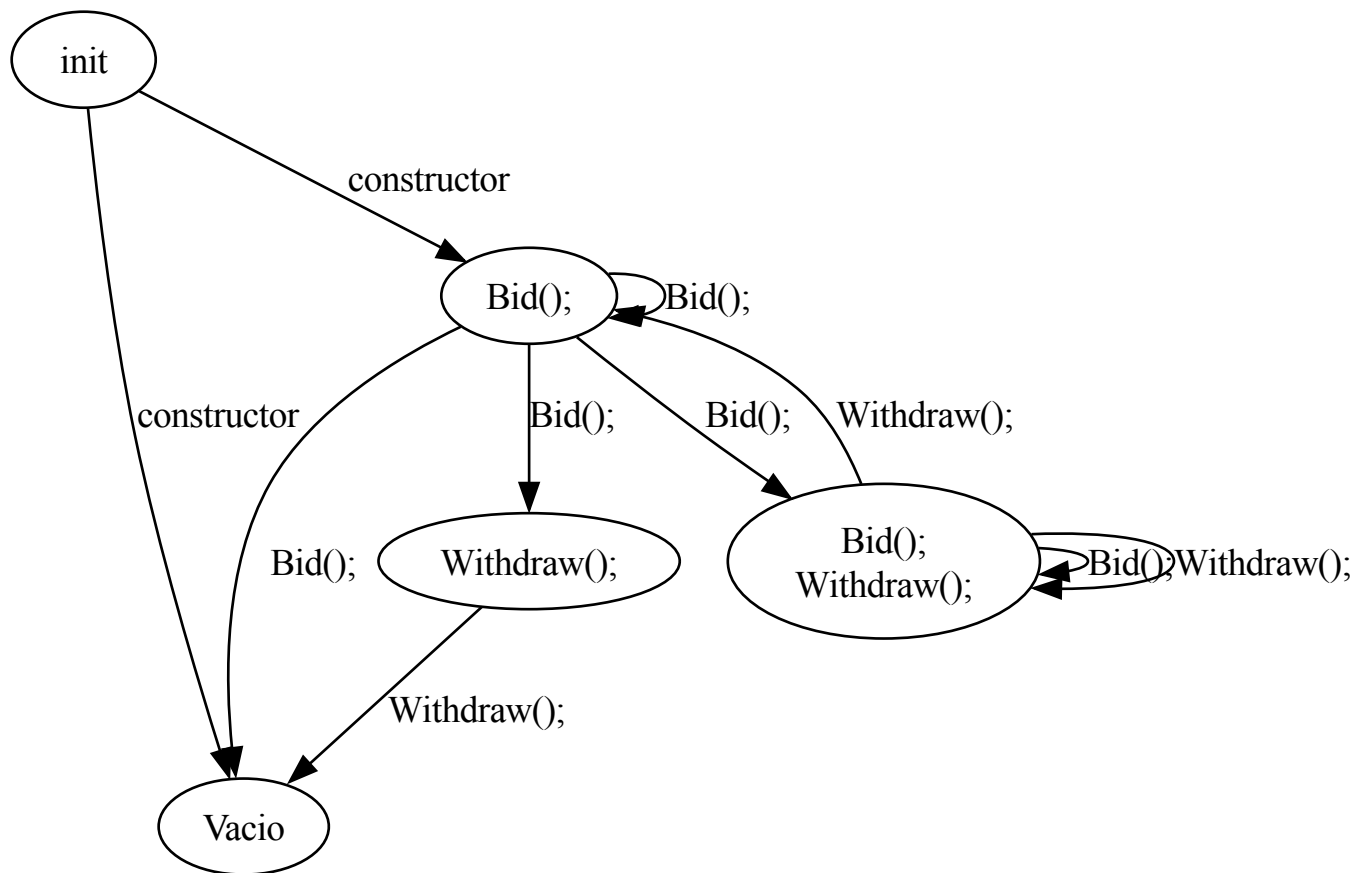 init
constructor
Bid();
Bid();
constructor
Bid();
Bid();
Withdraw();
Bid();
Withdraw();
Bid();
Withdraw();
Bid();
Withdraw();
Withdraw();
Vacio